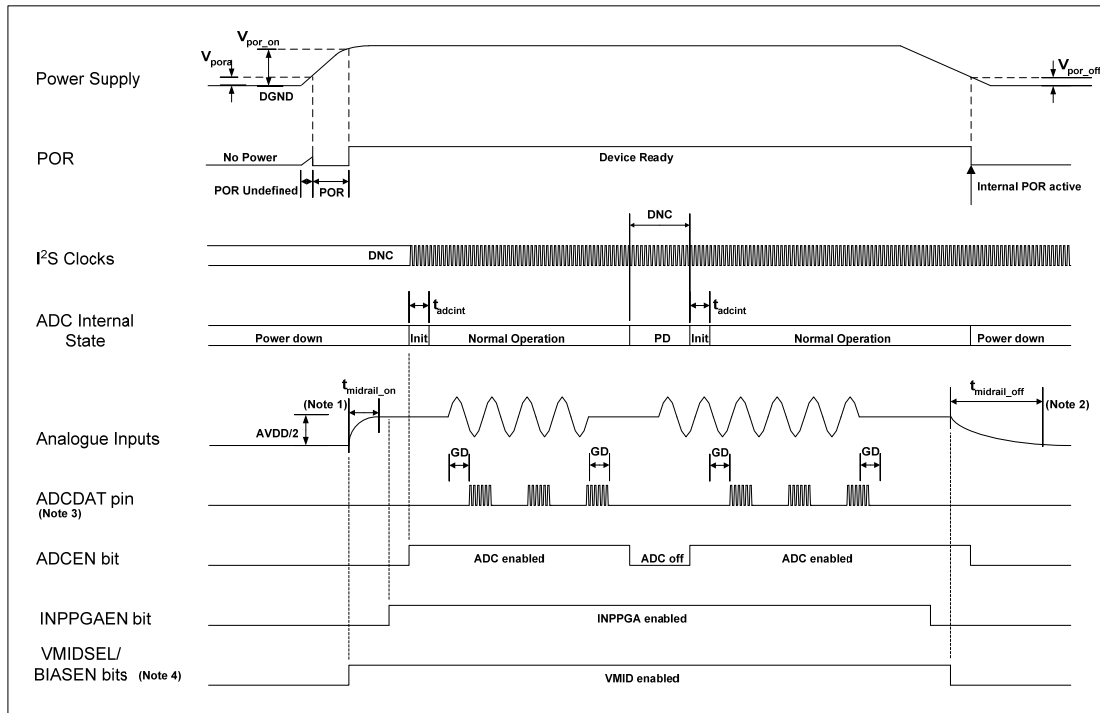 Vpor_on
Vpora
Power Supply
DGND
Vpor_off
POR
No Power
Device Ready
POR Undefined
POR
Internal POR active
DNC
I²S Clocks
DNC
tadcint
tadcint
ADC Internal State
Power down
Init
Normal Operation
PD
Init
Normal Operation
Power down
tmidrail_on
(Note 1)
tmidrail_off
(Note 2)
AVDD/2
Analogue Inputs
GD
GD
GD
GD
ADCDAT pin
(Note 3)
ADCEN bit
ADC enabled
ADC off
ADC enabled
INPPGAEN bit
INPPGA enabled
VMIDSEL/
BIASEN bits (Note 4)
VMID enabled